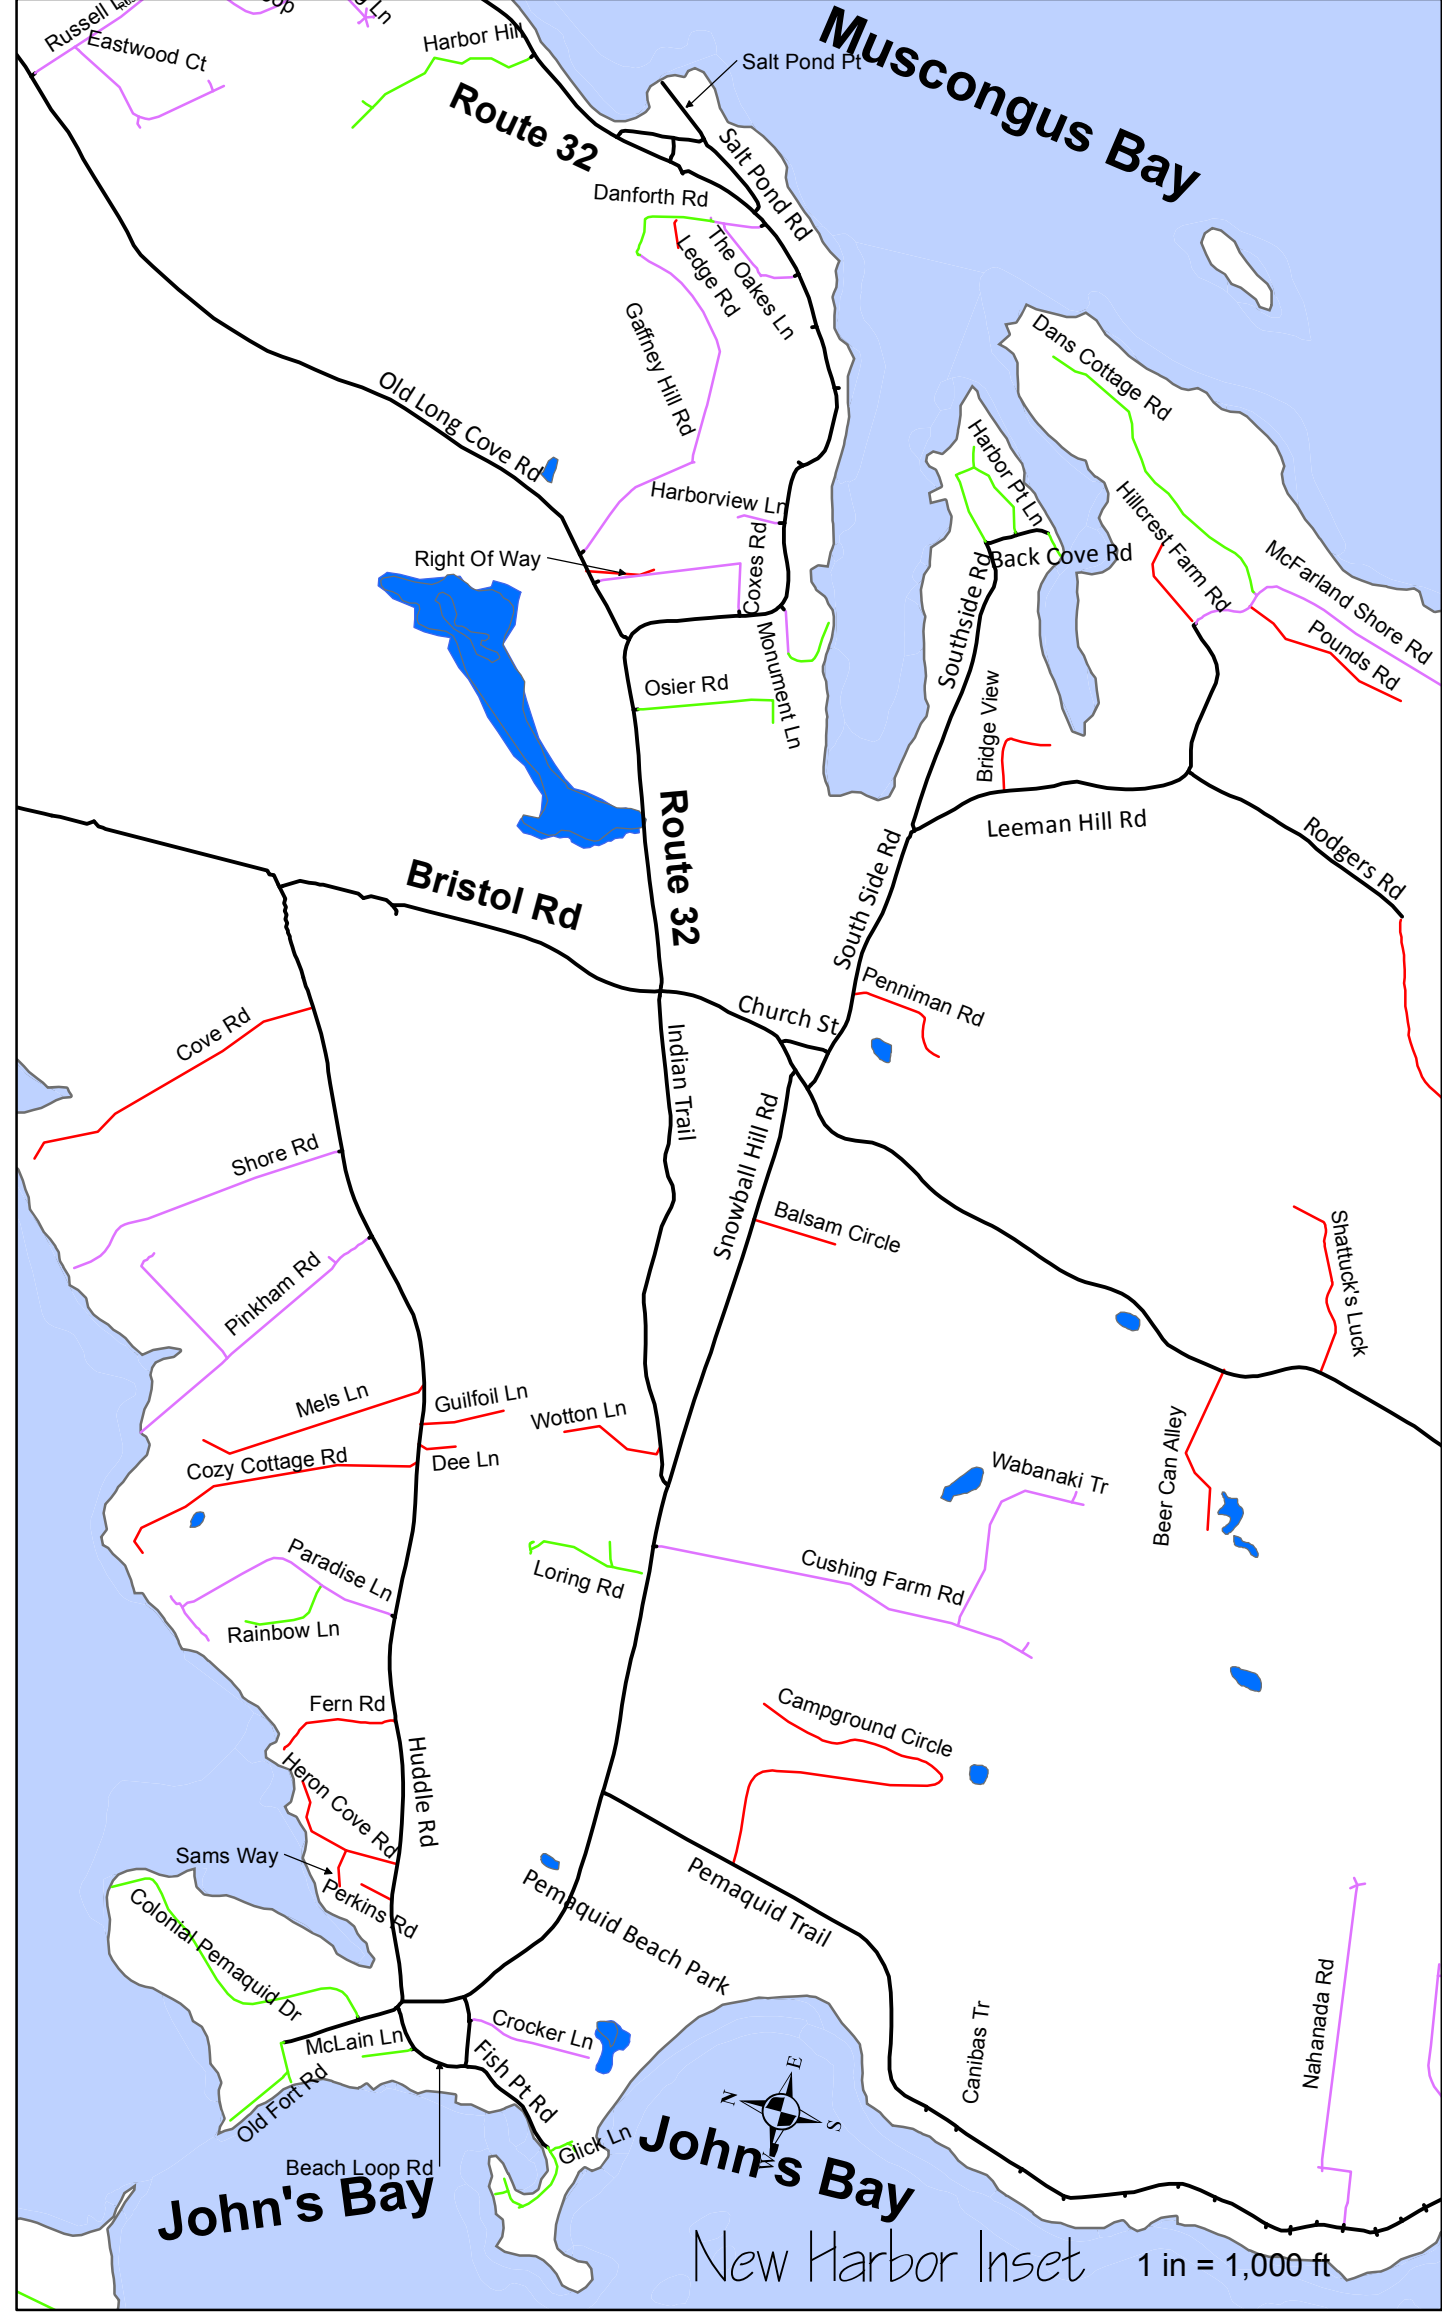 Russell L
op
g Ln
Eastwood Ct
Harbor Hill
Route 32
Salt Pond Pt
Muscongus Bay
Salt Pond Rd
Danforth Rd
Ledge Rd
The Oakes Ln
Gaffney Hill Rd
Dans Cottage Rd
Old Long Cove Rd
Harbor Pt Ln
Harborview Ln
Hillcrest Farm Rd
Right Of Way
Coxes Rd
Back Cove Rd
McFarland Shore Rd
Southside Rd
Pounds Rd
Monument Ln
Osier Rd
Bridge View
Leeman Hill Rd
Rodgers Rd
Route 32
Bristol Rd
South Side Rd
Penniman Rd
Church St
Cove Rd
Indian Trail
Snowball Hill Rd
Shore Rd
Balsam Circle
Shattuck's Luck
Pinkham Rd
Mels Ln
Guilfoil Ln
Wotton Ln
Beer Can Alley
Cozy Cottage Rd
Dee Ln
Wabanaki Tr
Paradise Ln
Loring Rd
Cushing Farm Rd
Rainbow Ln
Fern Rd
Campground Circle
Huddle Rd
Heron Cove Rd
Sams Way
Perkins Rd
Pemaquid Trail
Pemaquid Beach Park
Colonial Pemaquid Dr
Nahanada Rd
Canibas Tr
McLain Ln
Crocker Ln
Fish Pt Rd
Old Fort Rd
Glick Ln
Beach Loop Rd
N
E
S
W
John's Bay
John's Bay
New Harbor Inset
1 in = 1,000 ft